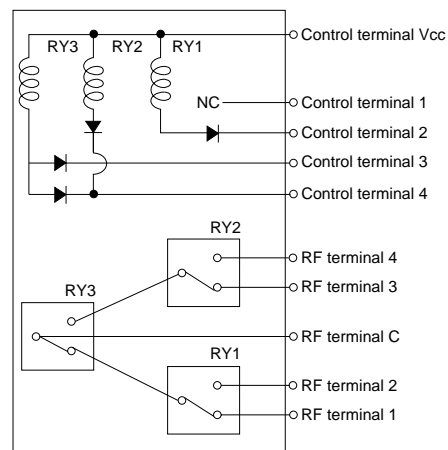 Control terminal Vcc
RY3 RY2 RY1
NC
Control terminal 1
Control terminal 2
Control terminal 3
Control terminal 4
RY2
RF terminal 4
RF terminal 3
RY3
RF terminal C
RY1
RF terminal 2
RF terminal 1